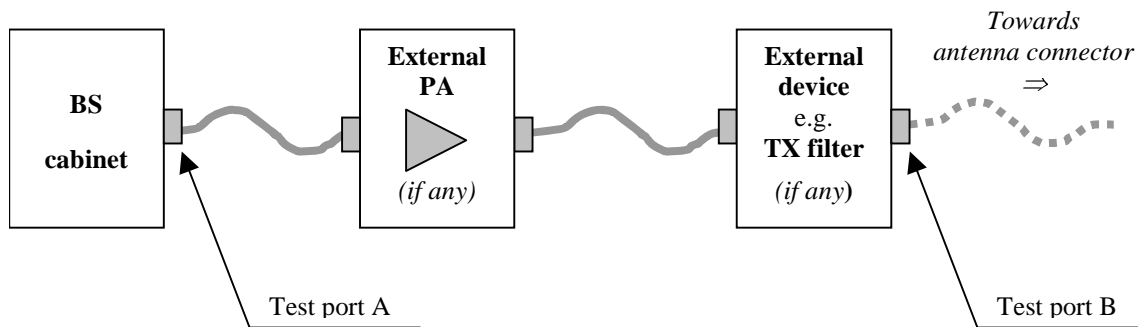 BS
cabinet
External
PA
(if any)
External
device
e.g.
TX filter
(if any)
Towards
antenna connector
⇒
Test port A
Test port B